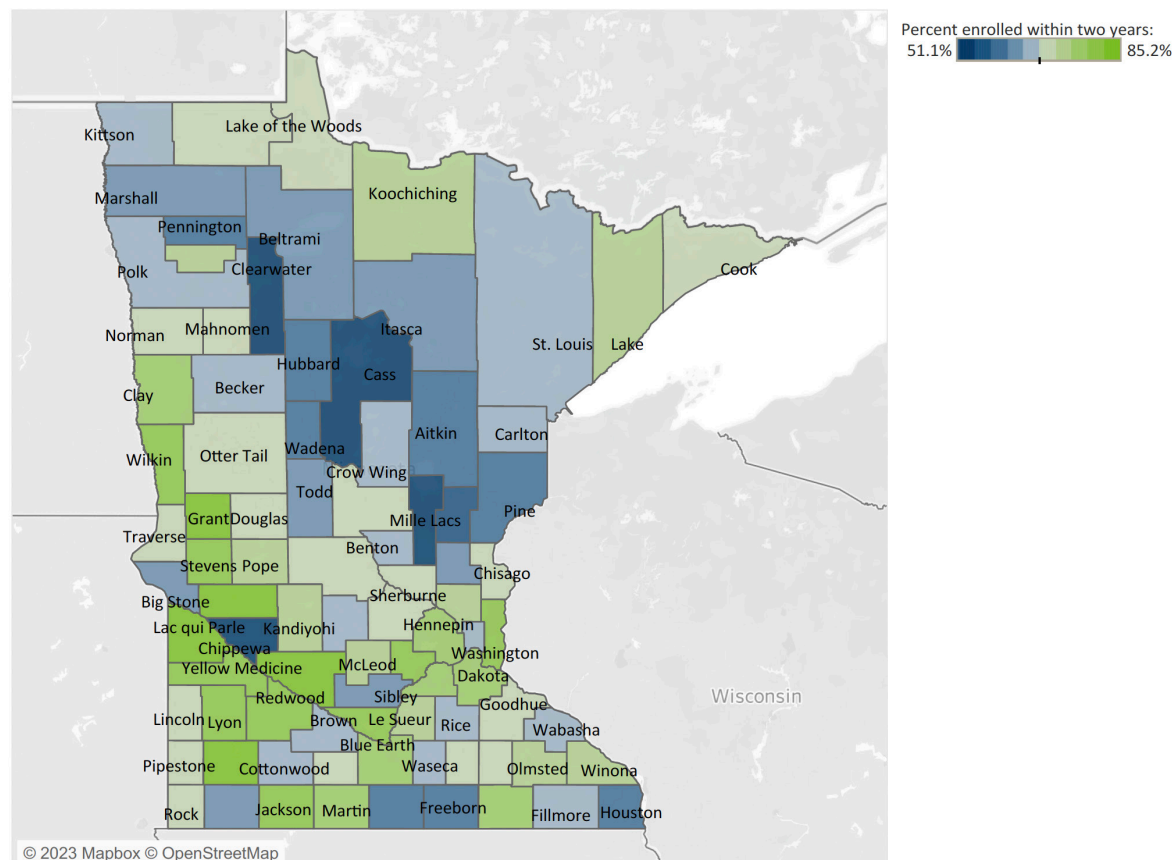 Percent enrolled within two years:
51.1% 85.2%
Kittson
Lake of the Woods
Koochiching
Marshall
Pennington
Beltrami
Polk
Clearwater
Cook
Norman
Mahnomen
Itasca
St. Louis
Lake
Hubbard
Cass
Becker
Clay
Aitkin
Carlton
Wadena
Otter Tail
Wilkin
Crow Wing
Todd
Pine
Grant
Douglas
Mille Lacs
Traverse
Benton
Stevens
Pope
Chisago
Big Stone
Sherburne
Lac qui Parle
Kandiyohi
Hennepin
Chippewa
Washington
Yellow Medicine
McLeod
Dakota
Redwood
Sibley
Wisconsin
Goodhue
Lincoln
Lyon
Brown
Le Sueur
Rice
Wabasha
Blue Earth
Pipestone
Cottonwood
Waseca
Olmsted
Winona
Rock
Jackson
Martin
Freeborn
Fillmore
Houston
© 2023 Mapbox © OpenStreetMap